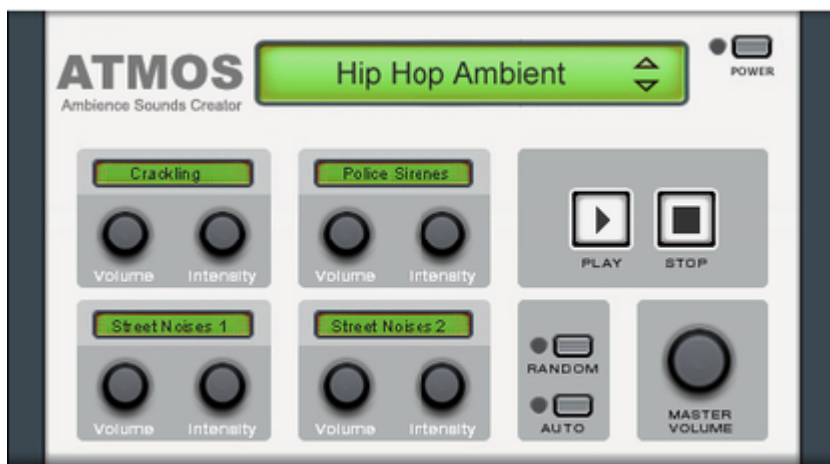 ATMOS
Ambience Sounds Creator
Hip Hop Ambient
POWER
Crackling
Volume
Intensity
Police Sirenes
Volume
Intensity
PLAY
STOP
Street Noises 1
Volume
Intensity
Street Noises 2
Volume
Intensity
RANDOM
AUTO
MASTER
VOLUME